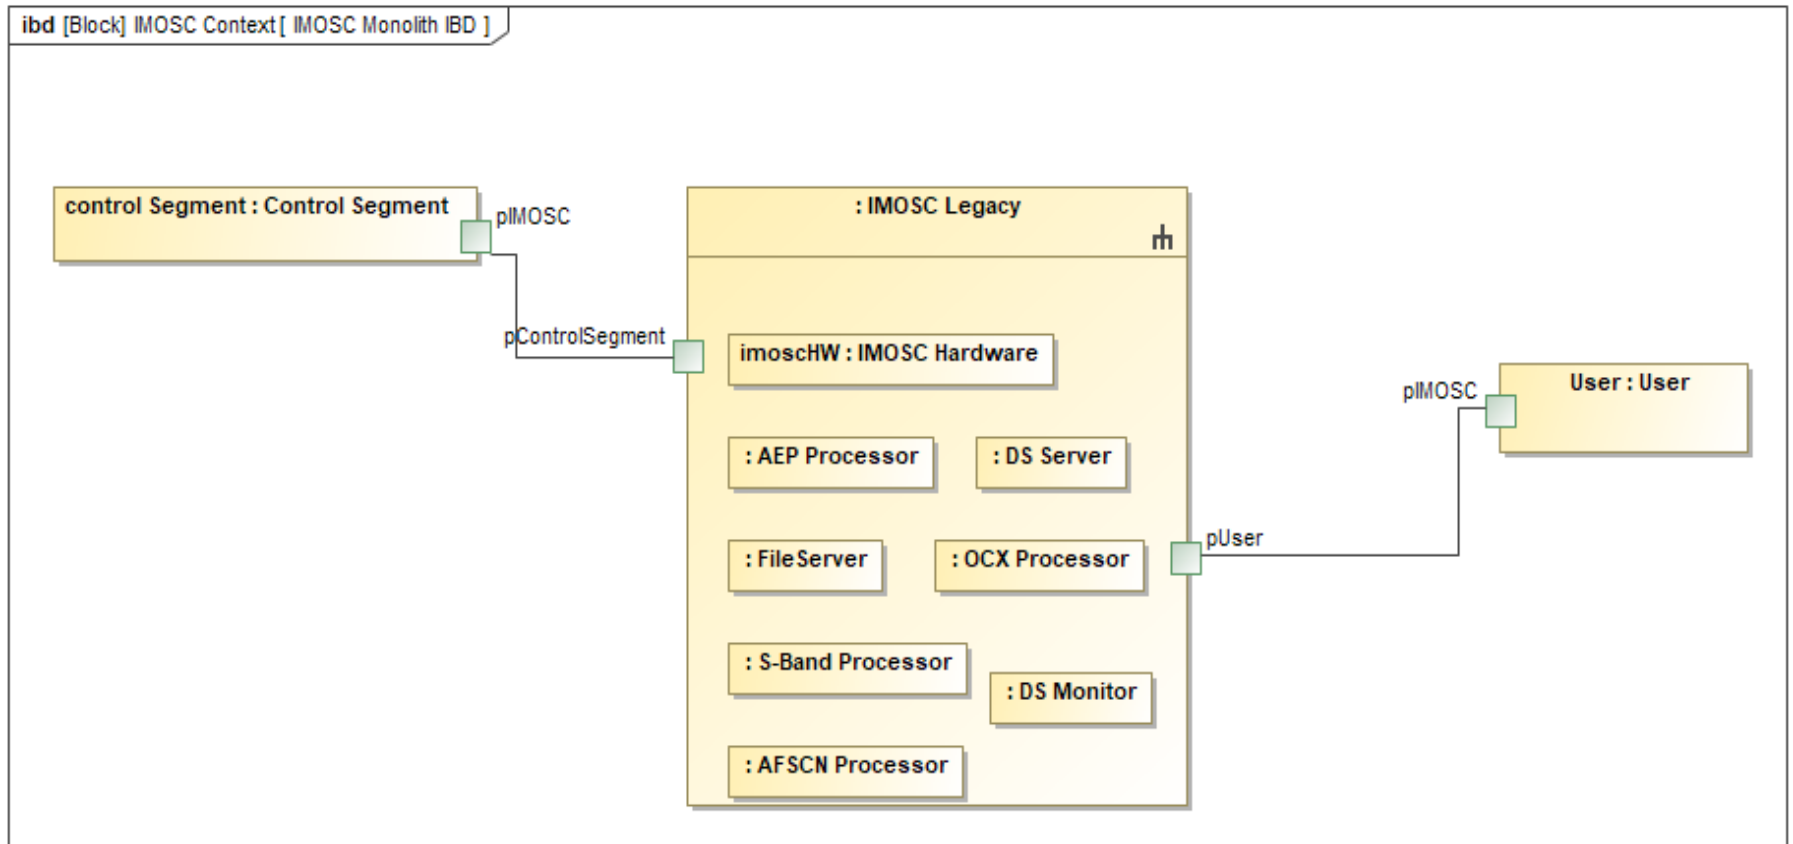 ibd [Block] IMOSC Context [ IMOSC Monolith IBD ]
control Segment : Control Segment
pIMOSC
: IMOSC Legacy
pControlSegment
imoscHW : IMOSC Hardware
pIMOSC
User : User
: AEP Processor
: DS Server
pUser
: FileServer
: OCX Processor
: S-Band Processor
: DS Monitor
: AFSCN Processor